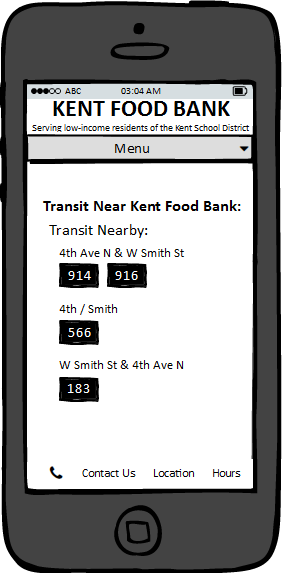 ABC 03:04 AM
KENT FOOD BANK
Serving low-income residents of the Kent School District
Menu
Transit Near Kent Food Bank:
Transit Nearby:
4th Ave N & W Smith St
914 916
4th / Smith
566
W Smith St & 4th Ave N
183
Contact Us Location Hours